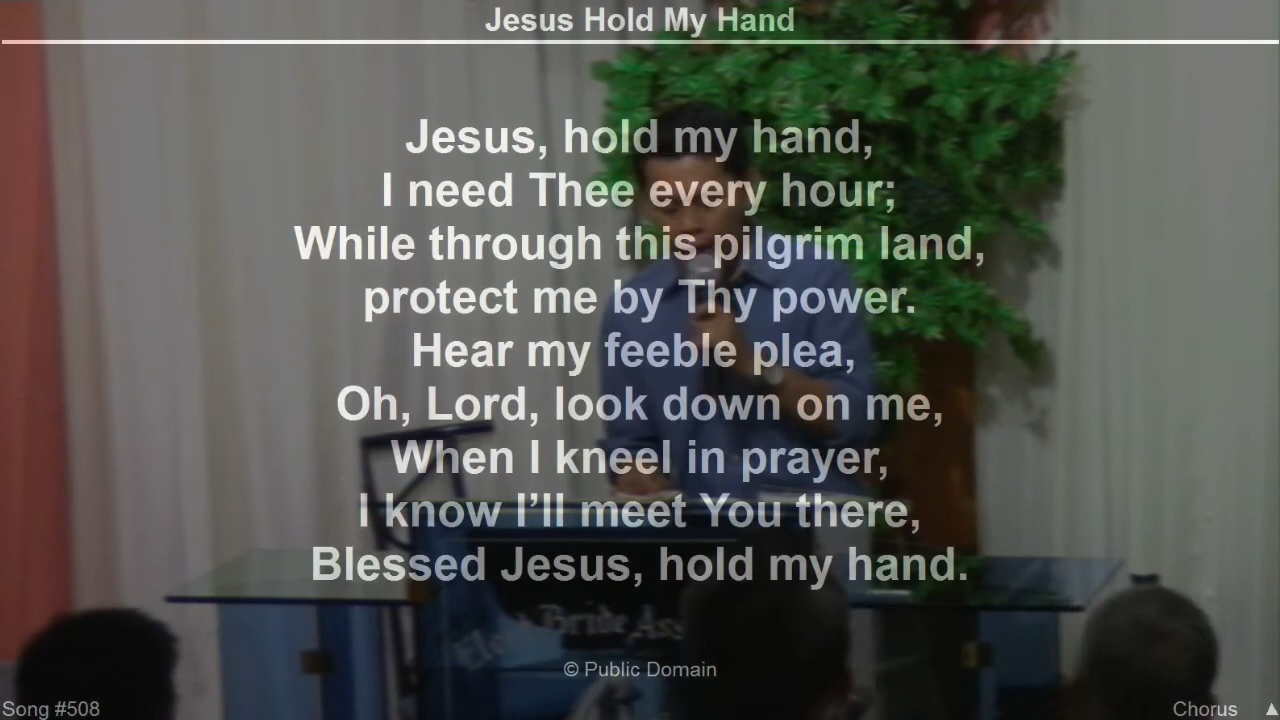 Jesus Hold My Hand
Jesus, hold my hand,
I need Thee every hour;
While through this pilgrim land,
protect me by Thy power.
Hear my feeble plea,
Oh, Lord, look down on me,
When I kneel in prayer,
I know I’ll meet You there,
Blessed Jesus, hold my hand.
Bride Ass
© Public Domain
Song #508
Chorus ▲